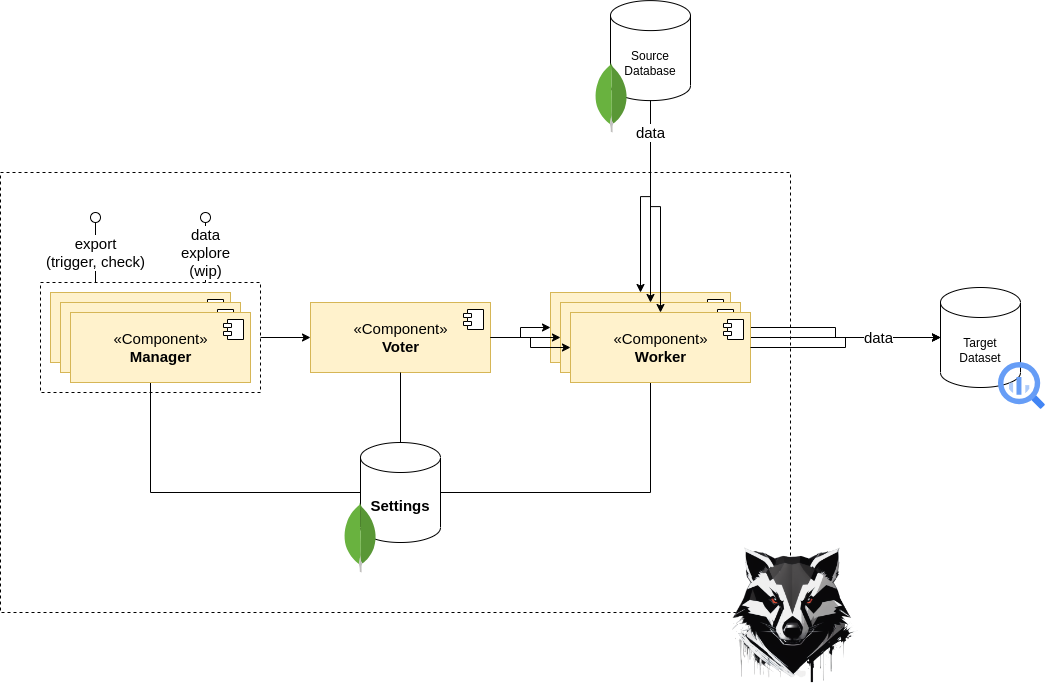 Source
Database
data
export
(trigger, check)
data
explore
(wip)
«Component»
Manager
«Component»
Voter
«Component»
Worker
data
Target
Dataset
Settings